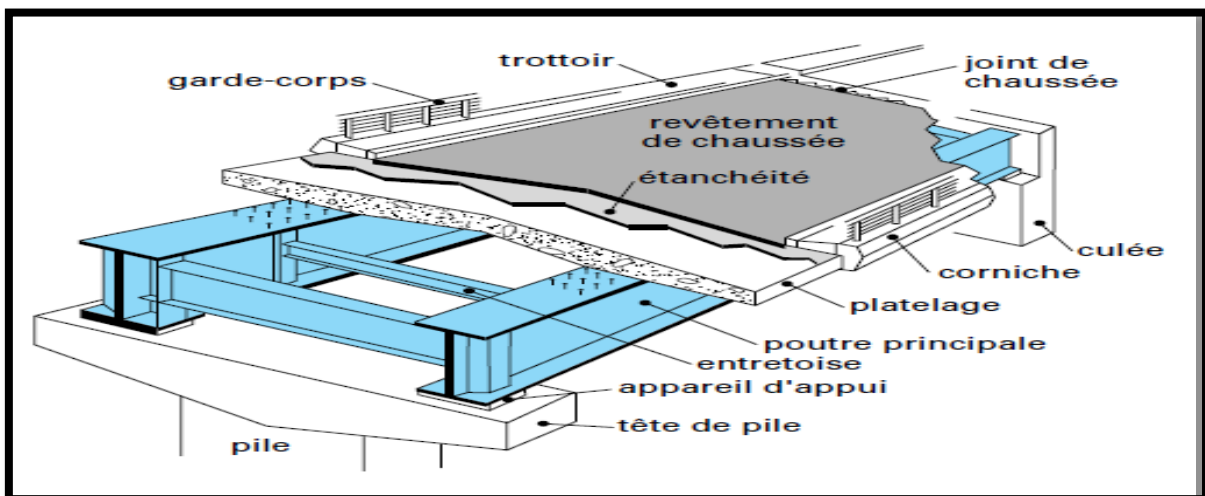 trottoir
garde-corps
joint de
chaussée
revêtement
de chaussée
étanchéité
culée
corniche
platelage
poutre principale
entretoise
appareil d'appui
tête de pile
pile